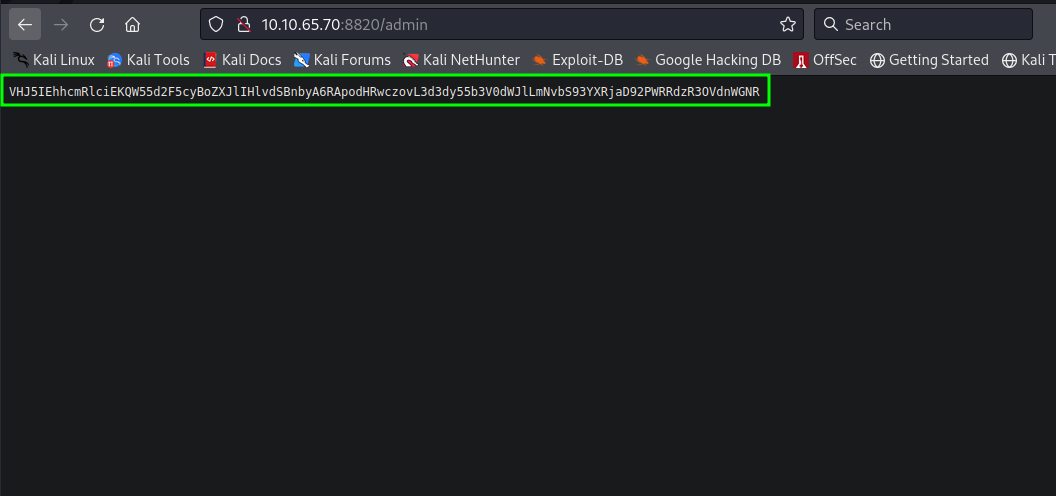 10.10.65.70:8820/admin
Search
Kali Linux Kali Tools Kali Docs Kali Forums Kali NetHunter Exploit-DB Google Hacking DB OffSec Getting Started Kali T
VHJ5IEhhcmRlciEKQW55d2F5cyBoZXJlIHlvdSBnbyA6RApodHRwczovL3d3dy55b3V0dWJlLmNvbS93YXRjaD92PWRRdzR3OVdnWGNR